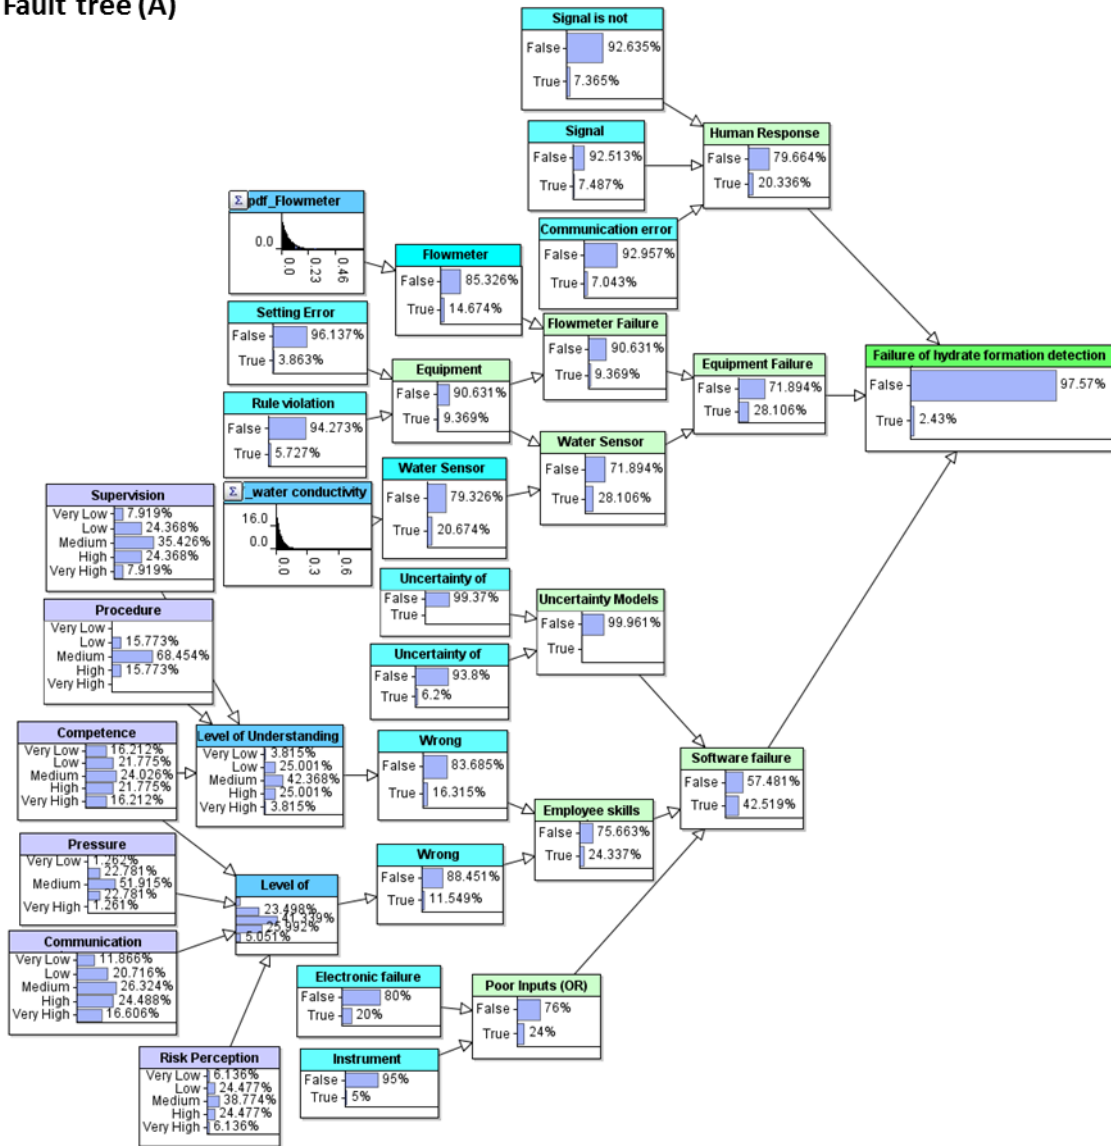 Fault tree (A)
Signal is not
False 92.635%
True 7.365%
Signal
False 92.513%
True 7.487%
Human Response
False 79.664%
True 20.336%
Communication error
False 92.957%
True 7.043%
Σ pdf_Flowmeter
0.0
0.0 0.23 0.46
Flowmeter
False 85.326%
True 14.674%
Setting Error
False 96.137%
True 3.863%
Flowmeter Failure
False 90.631%
True 9.369%
Equipment
False 90.631%
True 9.369%
Equipment Failure
False 71.894%
True 28.106%
Failure of hydrate formation detection
False 97.57%
True 2.43%
Rule violation
False 94.273%
True 5.727%
Water Sensor
False 71.894%
True 28.106%
Water Sensor
False 79.326%
True 20.674%
Σ _water conductivity
16.0
0.0
0.0 0.3 0.6
Supervision
Very Low 7.919%
Low 24.368%
Medium 35.426%
High 24.368%
Very High 7.919%
Uncertainty of
False 99.37%
True
Uncertainty Models
False 99.961%
True
Procedure
Very Low
Low 15.773%
Medium 68.454%
High 15.773%
Very High
Uncertainty of
False 93.8%
True 6.2%
Competence
Very Low 16.212%
Low 21.775%
Medium 24.026%
High 21.775%
Very High 16.212%
Level of Understanding
Very Low 3.815%
Low 25.001%
Medium 42.368%
High 25.001%
Very High 3.815%
Wrong
False 83.685%
True 16.315%
Software failure
False 57.481%
True 42.519%
Employee skills
False 75.663%
True 24.337%
Pressure
Very Low 1.262%
22.781%
Medium 51.915%
22.781%
Very High 1.261%
Wrong
False 88.451%
True 11.549%
Level of
23.498%
41.339%
25.992%
5.051%
Communication
Very Low 11.866%
Low 20.716%
Medium 26.324%
High 24.488%
Very High 16.606%
Electronic failure
False 80%
True 20%
Poor Inputs (OR)
False 76%
True 24%
Instrument
False 95%
True 5%
Risk Perception
Very Low 6.136%
Low 24.477%
Medium 38.774%
High 24.477%
Very High 6.136%